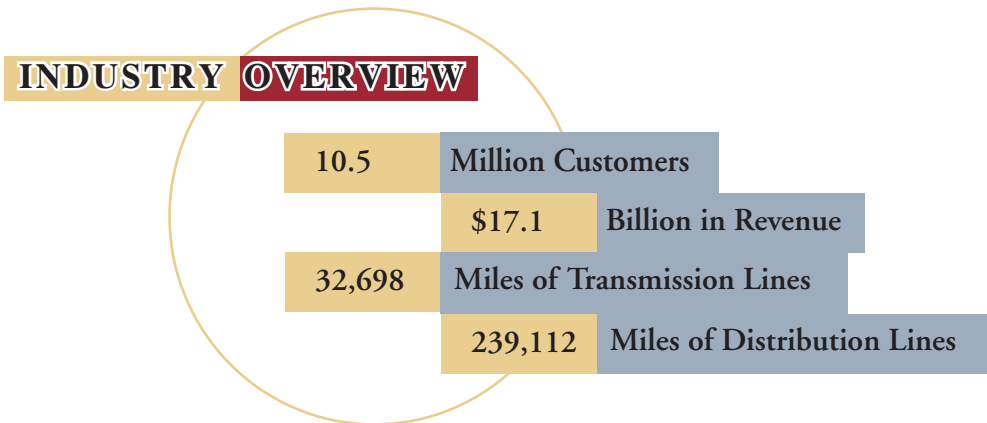 INDUSTRY OVERVIEW
10.5 Million Customers
$17.1 Billion in Revenue
32,698 Miles of Transmission Lines
239,112 Miles of Distribution Lines